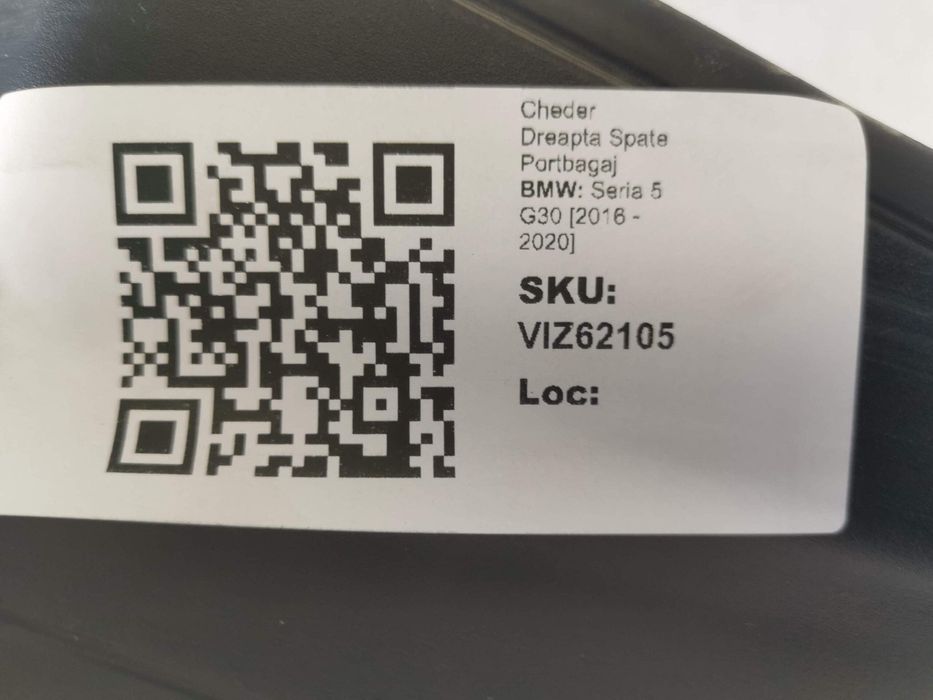 Cheder
Dreapta Spate
Portbagaj
BMW: Seria 5
G30 [2016 -
2020]
SKU:
VIZ62105
Loc: